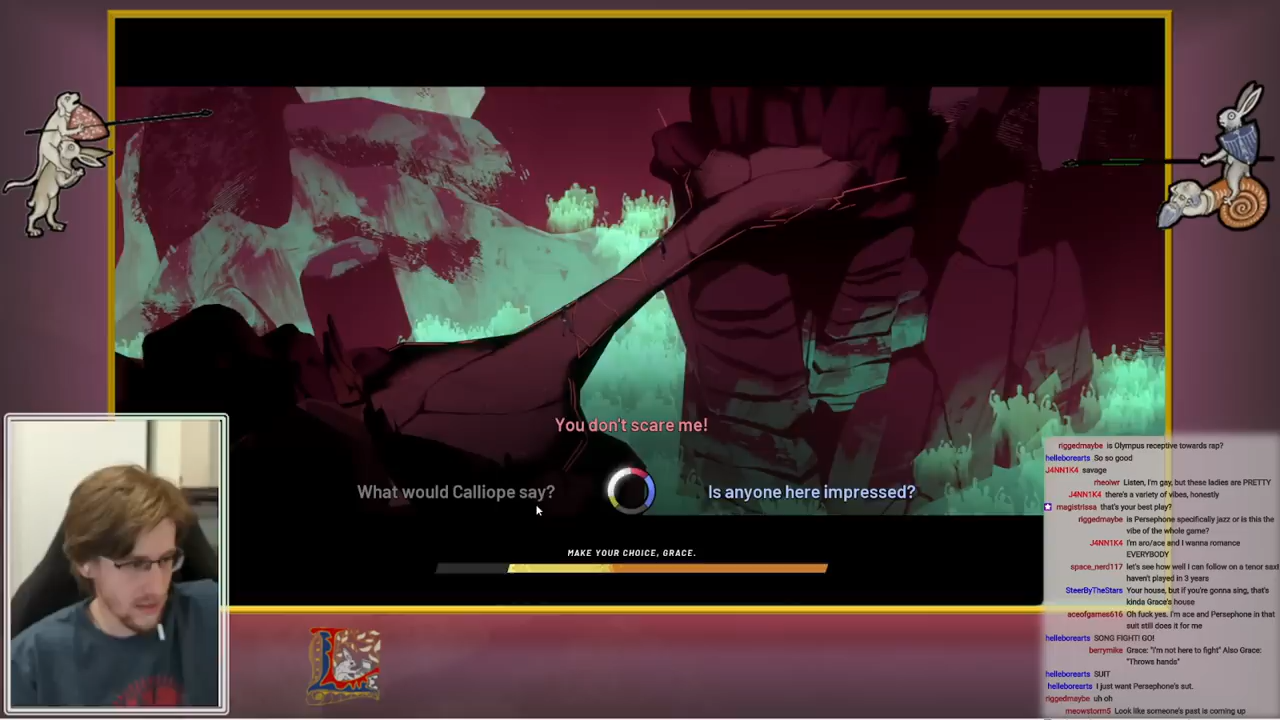 You don't scare me!
What would Calliope say?
Is anyone here impressed?
MAKE YOUR CHOICE, GRACE.
riggedmaybe is Olympus receptive towards rap?
helleborearts So so good
J4NN1K4 savage
rheolwr Listen, I'm gay, but these ladies are PRETTY
J4NN1K4 there's a variety of vibes, honestly
magistrissa that's your best play?
riggedmaybe is Persephone specifically jazz or is this the
vibe of the whole game?
J4NN1K4 I'm aro/ace and I wanna romance
EVERYBODY
space_nerd117 let's see how well I can follow on a tenor sax
haven't played in 3 years
SteerByTheStars Your house, but if you're gonna sing, that's
kinda Grace's house
aceofgames616 Oh fuck yes. I'm ace and Persephone in that
suit still does it for me
helleborearts SONG FIGHT! GO!
berrymike Grace: "I'm not here to fight" Also Grace:
"Throws hands"
helleborearts SUIT
helleborearts I just want Persephone's sut.
riggedmaybe uh oh
meowstorm5 Look like someone's past is coming up